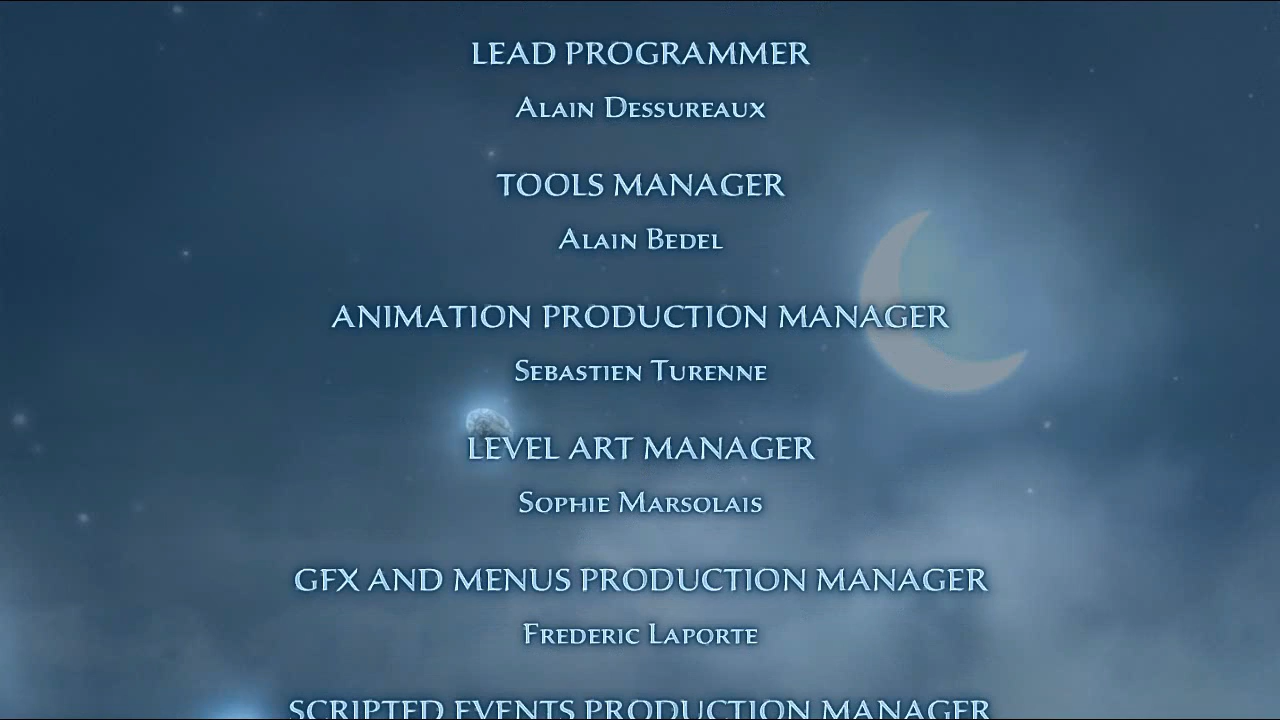 LEAD PROGRAMMER
Alain Dessureaux
TOOLS MANAGER
Alain Bedel
ANIMATION PRODUCTION MANAGER
Sebastien Turenne
LEVEL ART MANAGER
Sophie Marsolais
GFX AND MENUS PRODUCTION MANAGER
Frederic Laporte
SCRIPTED EVENTS PRODUCTION MANAGER